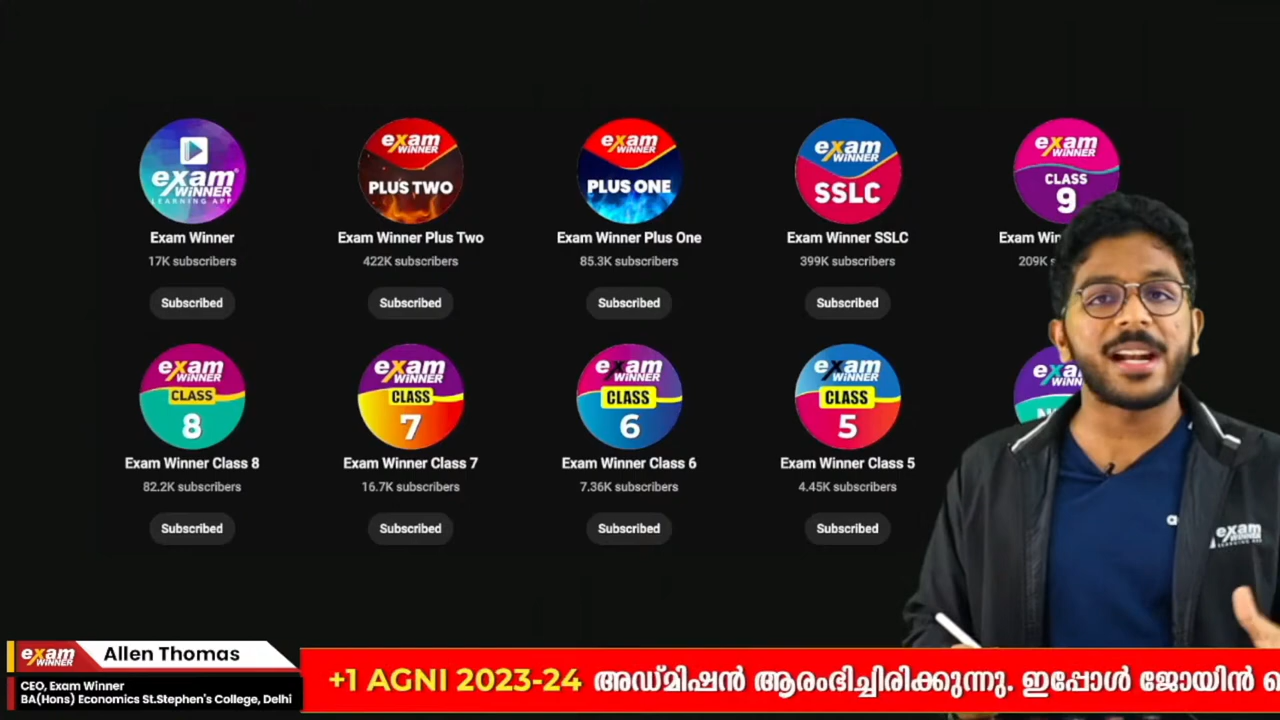 exam WiNNER LEARNING APP
exam WiNNER PLUS TWO
exam WiNNER PLUS ONE
exam WiNNER SSLC
exam WiNNER CLASS 9
Exam Winner
Exam Winner Plus Two
Exam Winner Plus One
Exam Winner SSLC
Exam
17K subscribers
422K subscribers
85.3K subscribers
399K subscribers
209K
Subscribed
Subscribed
Subscribed
Subscribed
exam WiNNER CLASS 8
exam WiNNER CLASS 7
exam WiNNER CLASS 6
exam WiNNER CLASS 5
Exam Winner Class 8
Exam Winner Class 7
Exam Winner Class 6
Exam Winner Class 5
82.2K subscribers
16.7K subscribers
7.36K subscribers
4.45K subscribers
Subscribed
Subscribed
Subscribed
Subscribed
exam WiNNER
exam WiNNER
Allen Thomas
CEO, Exam Winner
BA(Hons) Economics St.Stephen's College, Delhi
+1 AGNI 2023-24 അഡ്മിഷൻ ആരംഭിച്ചിരിക്കുന്നു. ഇപ്പോൾ ജോയിൻ